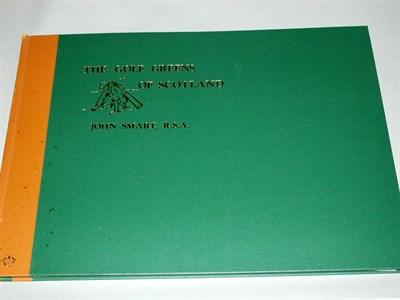 THE GOLF GREENS
OF SCOTLAND
JOHN SMART, R.S.A.